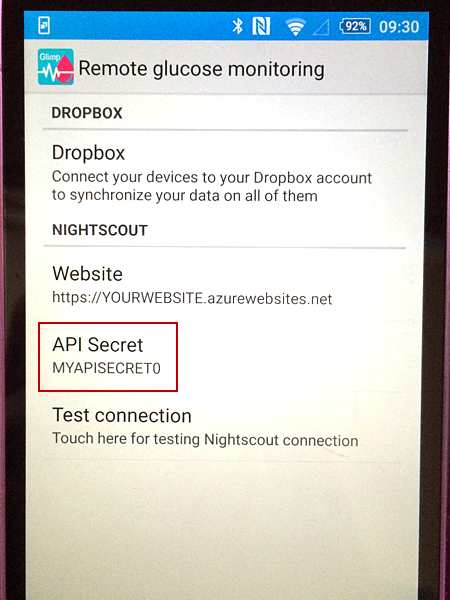 92% 09:30
Glimp
Remote glucose monitoring
DROPBOX
Dropbox
Connect your devices to your Dropbox account
to synchronize your data on all of them
NIGHTSCOUT
Website
https://YOURWEBSITE.azurewebsites.net
API Secret
MYAPISECRET0
Test connection
Touch here for testing Nightscout connection